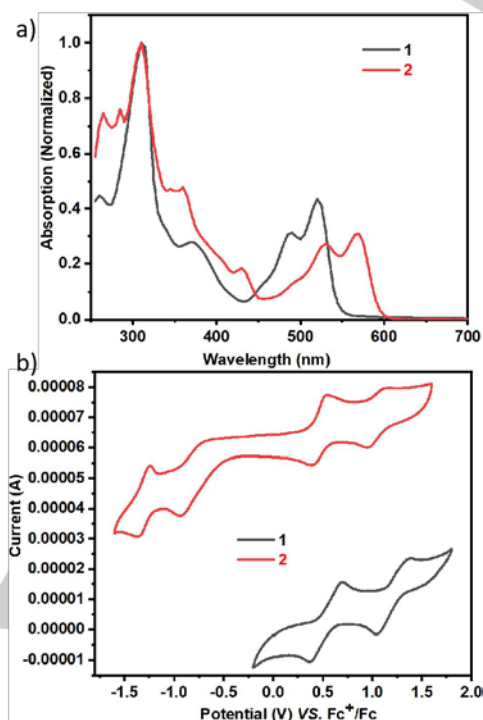 a)
1
2
Absorption (Normalized)
1.0
0.8
0.6
0.4
0.2
0.0
300 400 500 600 700
Wavelength (nm)
b)
0.00008
0.00007
0.00006
0.00005
0.00004
0.00003
0.00002
0.00001
0.00000
-0.00001
Current (A)
1
2
-1.5 -1.0 -0.5 0.0 0.5 1.0 1.5 2.0
Potential (V) VS. Fc⁺/Fc